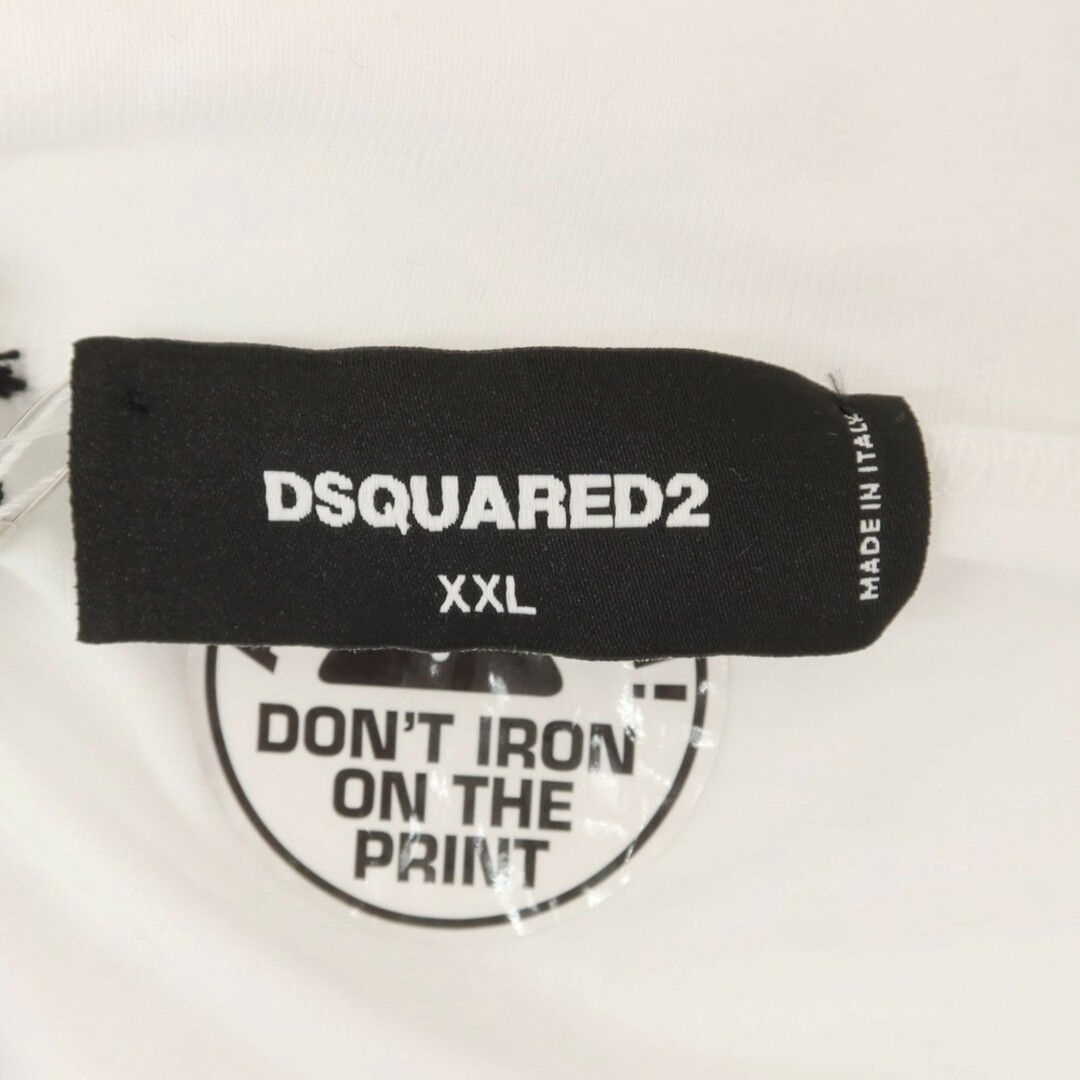 DSQUARED2
XXL
MADE IN ITALY
DON'T IRON
ON THE
PRINT